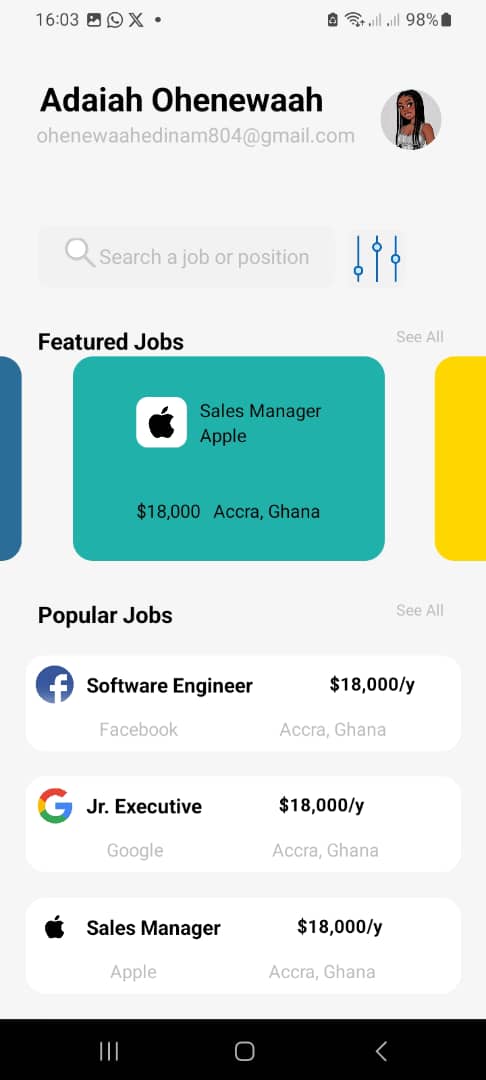 16:03 98%
Adaiah Ohenewaah
ohenewaahedinam804@gmail.com
Search a job or position
Featured Jobs See All
Sales Manager
Apple
$18,000 Accra, Ghana
Popular Jobs See All
Software Engineer $18,000/y
Facebook Accra, Ghana
Jr. Executive $18,000/y
Google Accra, Ghana
Sales Manager $18,000/y
Apple Accra, Ghana